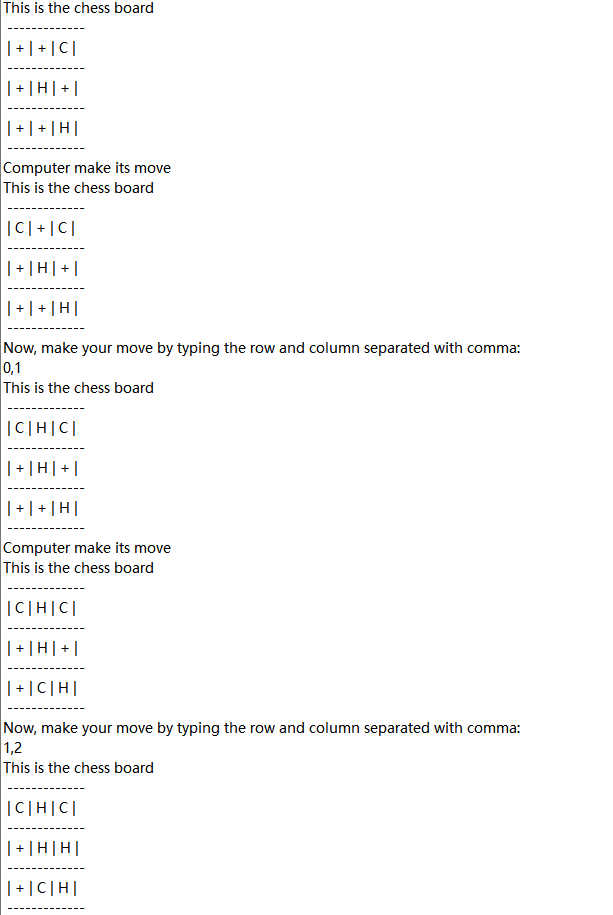 This is the chess board
-------------
| + | + | C |
-------------
| + | H | + |
-------------
| + | + | H |
-------------
Computer make its move
This is the chess board
-------------
| C | + | C |
-------------
| + | H | + |
-------------
| + | + | H |
-------------
Now, make your move by typing the row and column separated with comma:
0,1
This is the chess board
-------------
| C | H | C |
-------------
| + | H | + |
-------------
| + | + | H |
-------------
Computer make its move
This is the chess board
-------------
| C | H | C |
-------------
| + | H | + |
-------------
| + | C | H |
-------------
Now, make your move by typing the row and column separated with comma:
1,2
This is the chess board
-------------
| C | H | C |
-------------
| + | H | H |
-------------
| + | C | H |
-------------